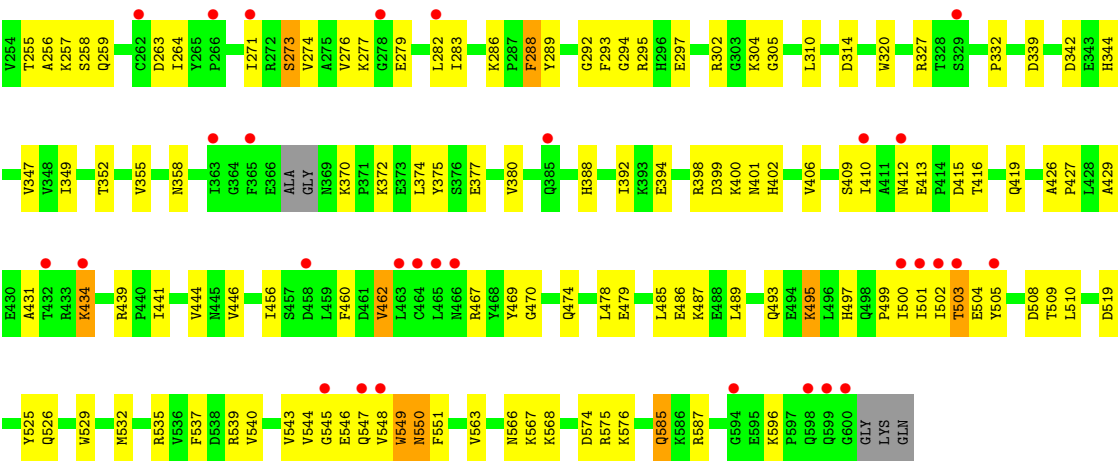 V254 T255 A256 K257 S258 Q259 C262 D263 I264 Y265 P266 I271 R272 S273 V274 A275 V276 K277 G278 E279 L282 I283 K286 P287 F288 Y289 G292 F293 G294 R295 H296 E297 R302 G303 K304 G305 L310 D314 W320 R327 T328 S329 P332 D339 D342 E343 H344
V347 V348 I349 T352 V355 N358 I363 G364 F365 E366 ALA GLY N369 K370 P371 K372 E373 L374 Y375 S376 E377 V380 Q385 H388 I392 K393 E394 R398 D399 K400 N401 H402 V406 S409 I410 A411 N412 E413 P414 D415 T416 Q419 A426 P427 L428 A429
E430 A431 T432 R433 K434 R439 P440 I441 V444 N445 V446 I456 S457 D458 L459 F460 D461 V462 L463 C464 L465 N466 R467 Y468 Y469 G470 Q474 L478 E479 L485 E486 K487 E488 L489 Q493 E494 K495 L496 H497 Q498 P499 I500 I501 I502 T503 E504 Y505 D508 T509 L510 D519
Y525 Q526 W529 M532 R535 V536 F537 D538 R539 V540 V543 V544 G545 E546 Q547 V548 W549 N550 F551 V563 N566 K567 K568 D574 R575 K576 Q585 K586 R587 G594 E595 K596 P597 Q598 Q599 G600 GLY LYS GLN